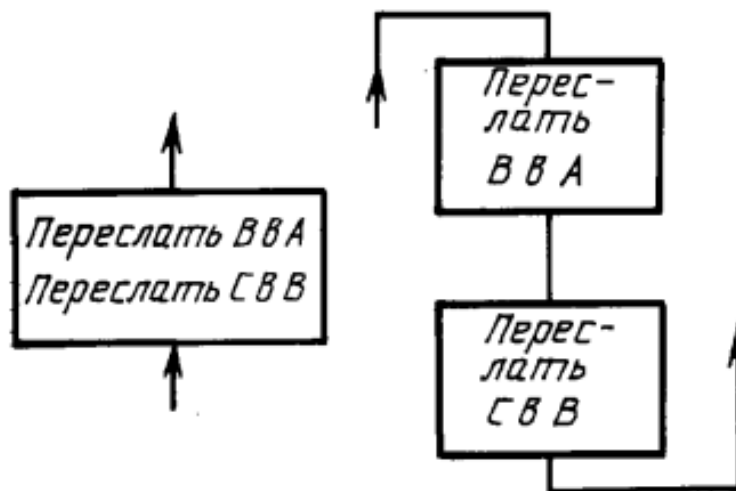 Переслать В в А
Переслать С в В
Перес-
лать
В в А
Перес-
лать
С в В